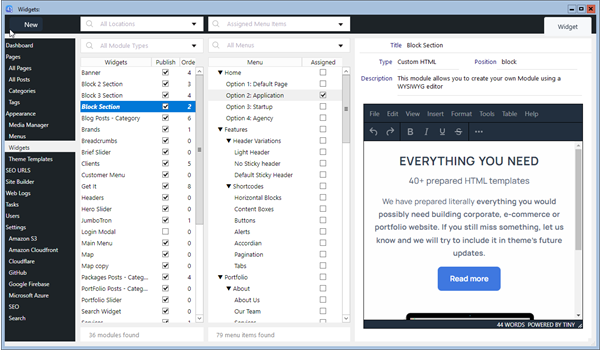 Widgets:
New
All Locations
Assigned Menu Items
Widget
All Module Types
All Menus
Dashboard
Pages
All Pages
All Posts
Categories
Tags
Appearance
Media Manager
Menus
Widgets
Theme Templates
SEO URLS
Site Builder
Web Logs
Tasks
Users
Settings
Amazon S3
Amazon Cloudfront
Cloudflare
GitHub
Google Firebase
Microsoft Azure
SEO
Search
Widgets Publish Orde
Banner 4
Block 2 Section 3
Block 3 Section 4
Block Section 2
Blog Posts - Category 6
Brands 1
Breadcrumbs 0
Brief Slider 0
Clients 5
Customer Menu 0
Get It 8
Headers 0
Hero Slider 0
JumboTron 1
Login Modal 0
Main Menu 0
Map 0
Map copy 0
Packages Posts - Categ... 4
Portfolio Posts - Categ... 2
Portfolio Slider 0
Search Widget 0
36 modules found
Menu Assigned
Home
Option 1: Default Page
Option 2: Application
Option 3: Startup
Option 4: Agency
Features
Header Variations
Light Header
No Sticky header
Default Sticky Header
Shortcodes
Horizontal Blocks
Content Boxes
Buttons
Alerts
Accordian
Pagination
Tabs
Portfolio
About
About Us
Our Team
79 menu items found
Title Block Section
Type Custom HTML Position block
Description This module allows you to create your own Module using a
WYSIWYG editor
File Edit View Insert Format Tools Table Help
B I U S ...
EVERYTHING YOU NEED
40+ prepared HTML templates
We have prepared literally everything you would
possibly need building corporate, e-commerce or
portfolio website. If you still miss something, let us
know and we will try to include it in theme's future
updates.
Read more
44 WORDS POWERED BY TINY